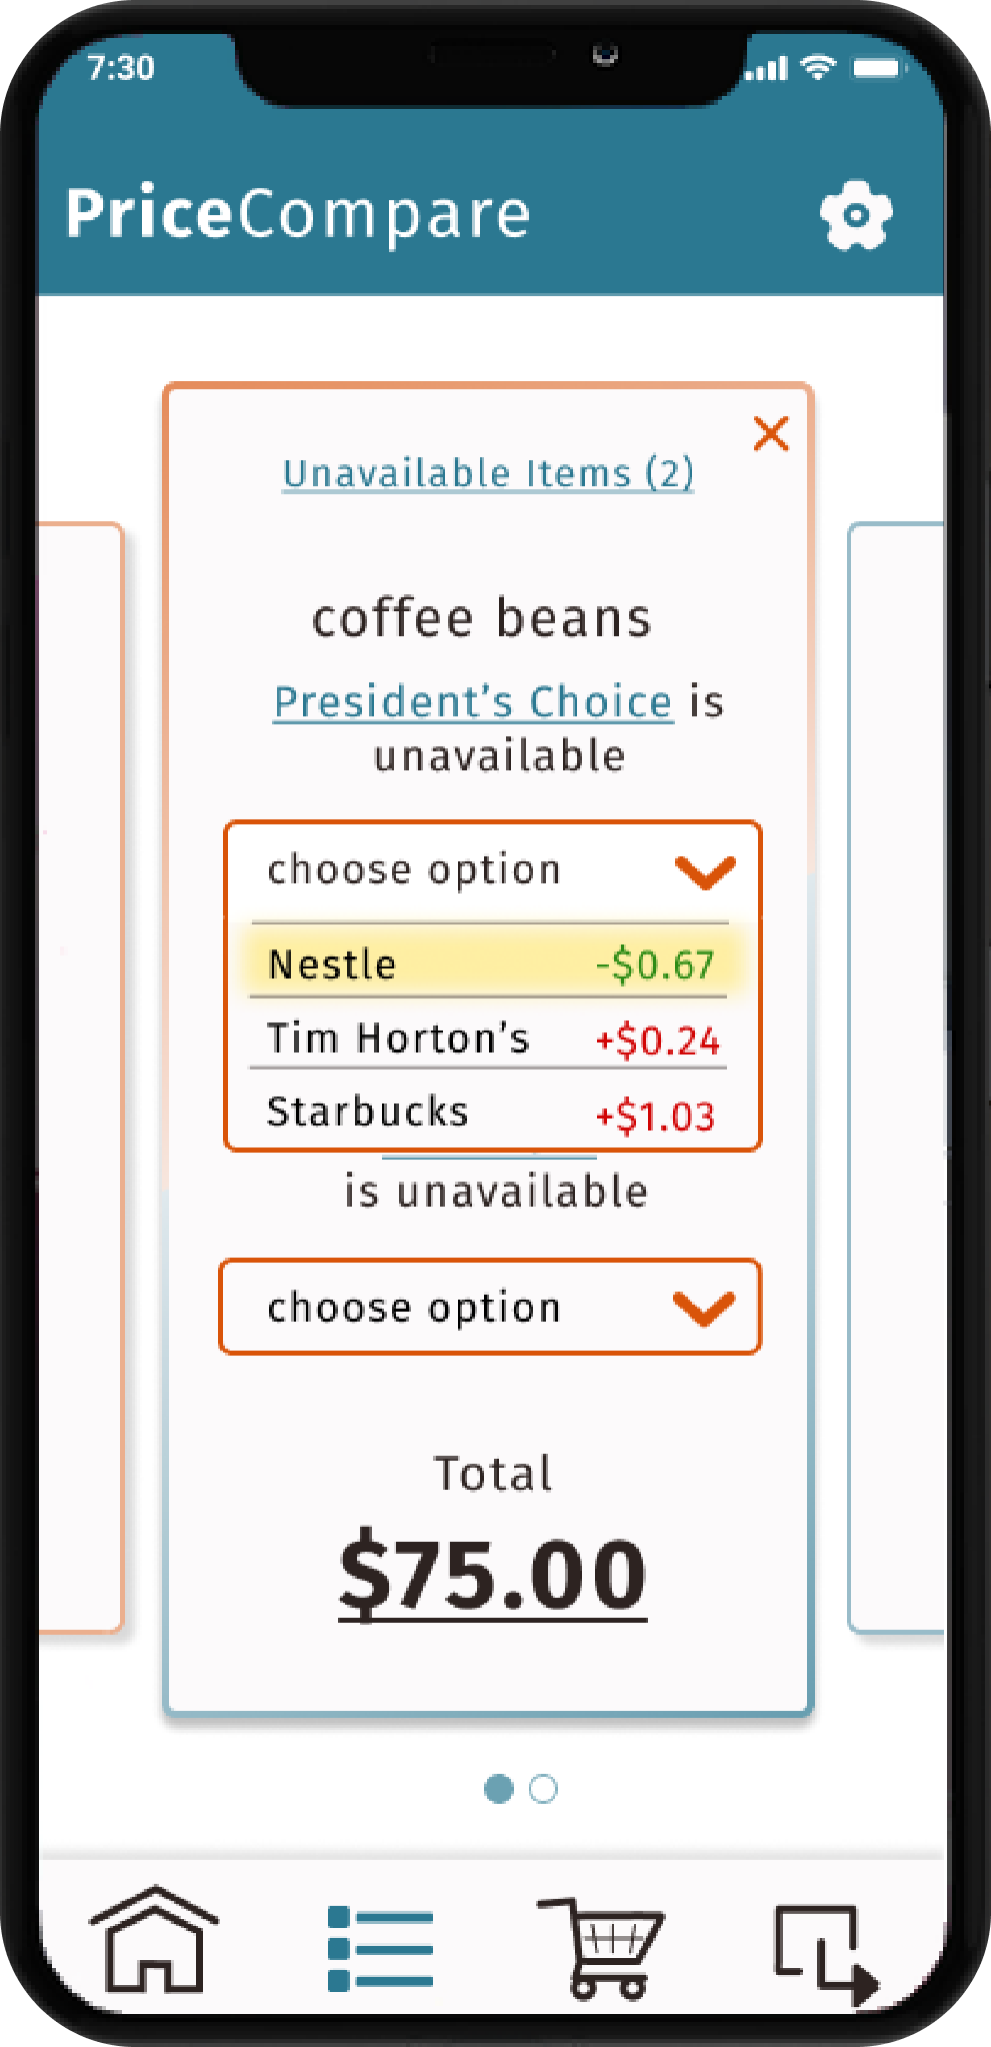 7:30
PriceCompare
Unavailable Items (2)
coffee beans
President's Choice is
unavailable
choose option
Nestle -$0.67
Tim Horton's +$0.24
Starbucks +$1.03
is unavailable
choose option
Total
$75.00